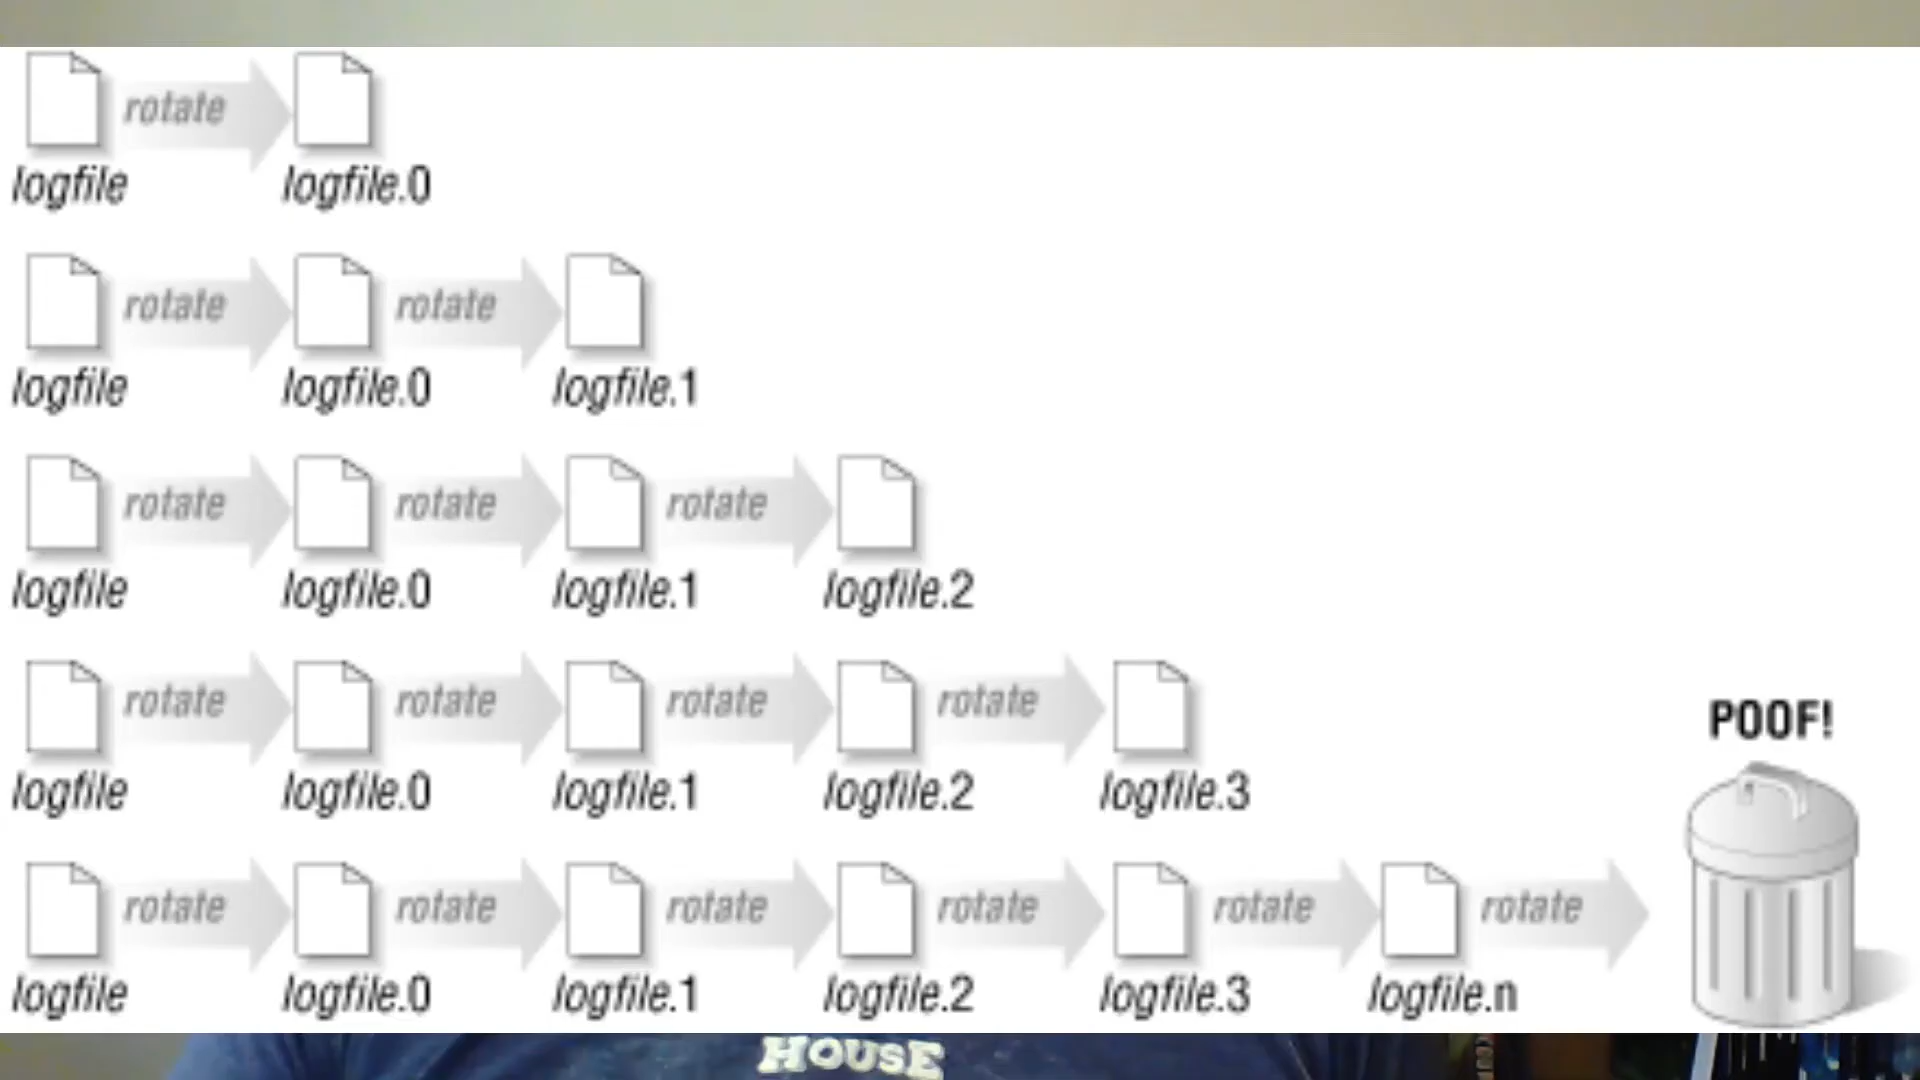 rotate
logfile logfile.0
rotate rotate
logfile logfile.0 logfile.1
rotate rotate rotate
logfile logfile.0 logfile.1 logfile.2
rotate rotate rotate rotate
logfile logfile.0 logfile.1 logfile.2 logfile.3
POOF!
rotate rotate rotate rotate rotate rotate
logfile logfile.0 logfile.1 logfile.2 logfile.3 logfile.n
HOUSE